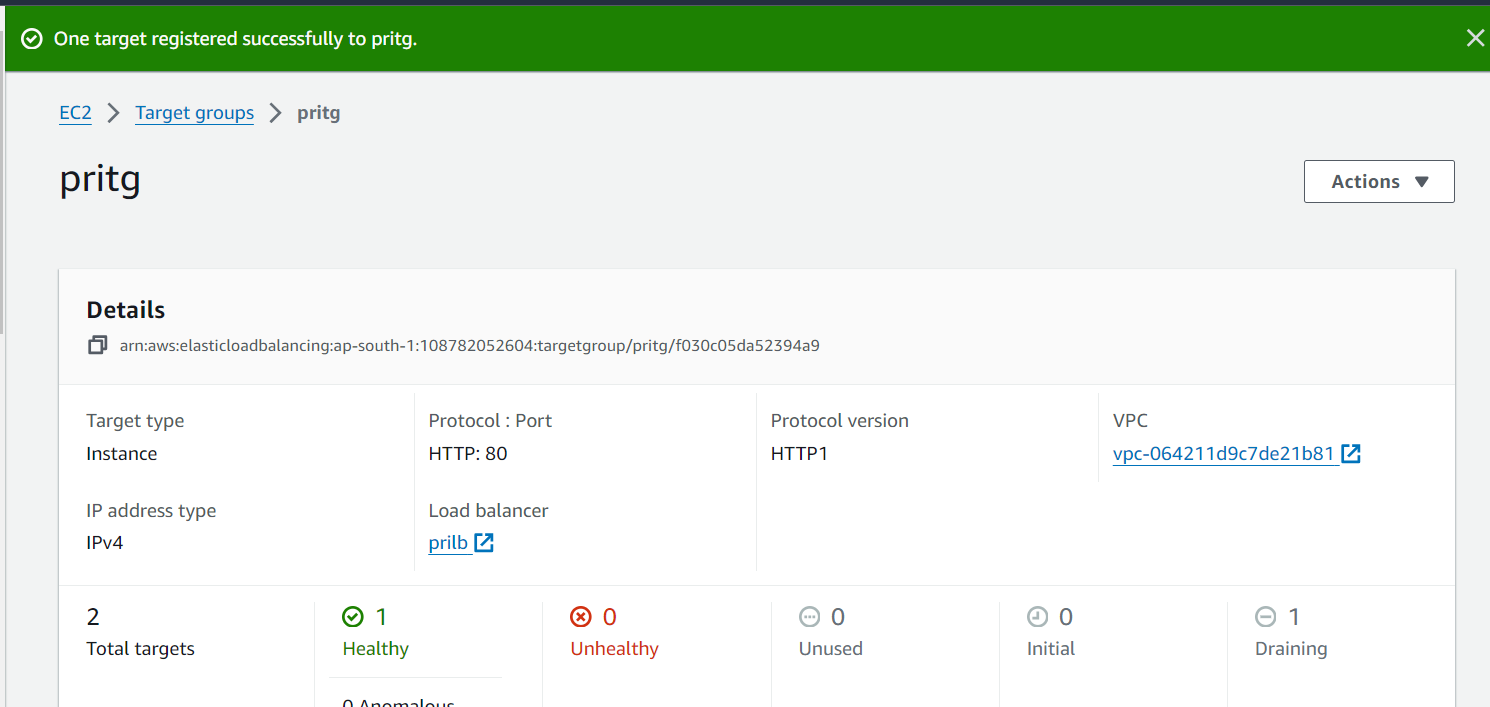 One target registered successfully to pritg.
EC2 > Target groups > pritg
pritg
Actions
Details
arn:aws:elasticloadbalancing:ap-south-1:108782052604:targetgroup/pritg/f030c05da52394a9
Target type
Instance
Protocol : Port
HTTP: 80
Protocol version
HTTP1
VPC
vpc-064211d9c7de21b81
IP address type
IPv4
Load balancer
prilb
2
Total targets
1
Healthy
0 Anomalous
0
Unhealthy
0
Unused
0
Initial
1
Draining